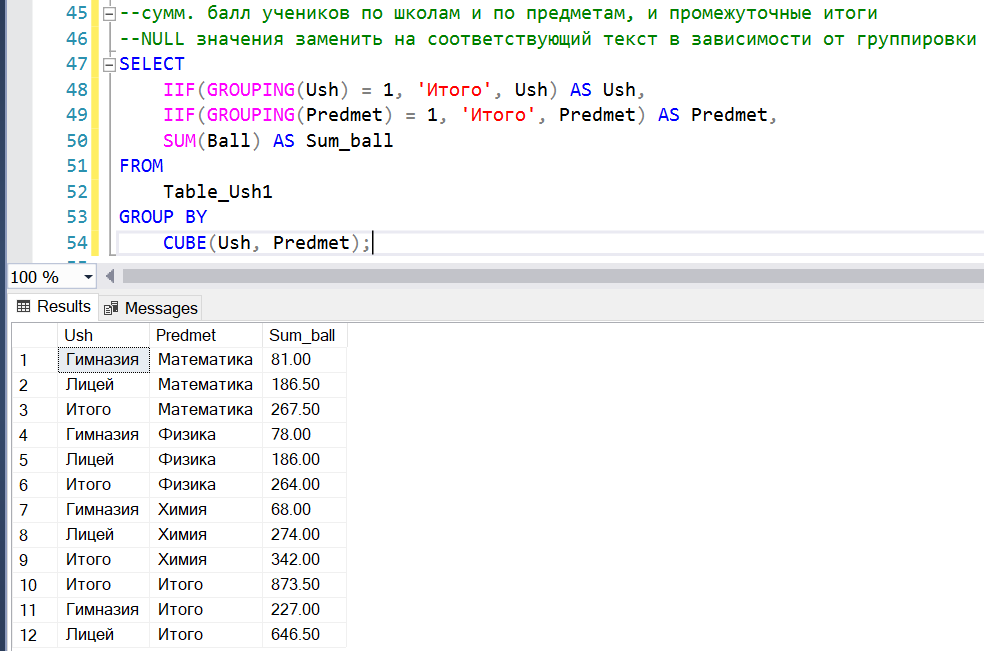 45 --сумм. балл учеников по школам и по предметам, и промежуточные итоги
46 --NULL значения заменить на соответствующий текст в зависимости от группировки
47 SELECT
48 IIF(GROUPING(Ush) = 1, 'Итого', Ush) AS Ush,
49 IIF(GROUPING(Predmet) = 1, 'Итого', Predmet) AS Predmet,
50 SUM(Ball) AS Sum_ball
51 FROM
52 Table_Ush1
53 GROUP BY
54 CUBE(Ush, Predmet);
100 %
Results Messages
Ush Predmet Sum_ball
1 Гимназия Математика 81.00
2 Лицей Математика 186.50
3 Итого Математика 267.50
4 Гимназия Физика 78.00
5 Лицей Физика 186.00
6 Итого Физика 264.00
7 Гимназия Химия 68.00
8 Лицей Химия 274.00
9 Итого Химия 342.00
10 Итого Итого 873.50
11 Гимназия Итого 227.00
12 Лицей Итого 646.50